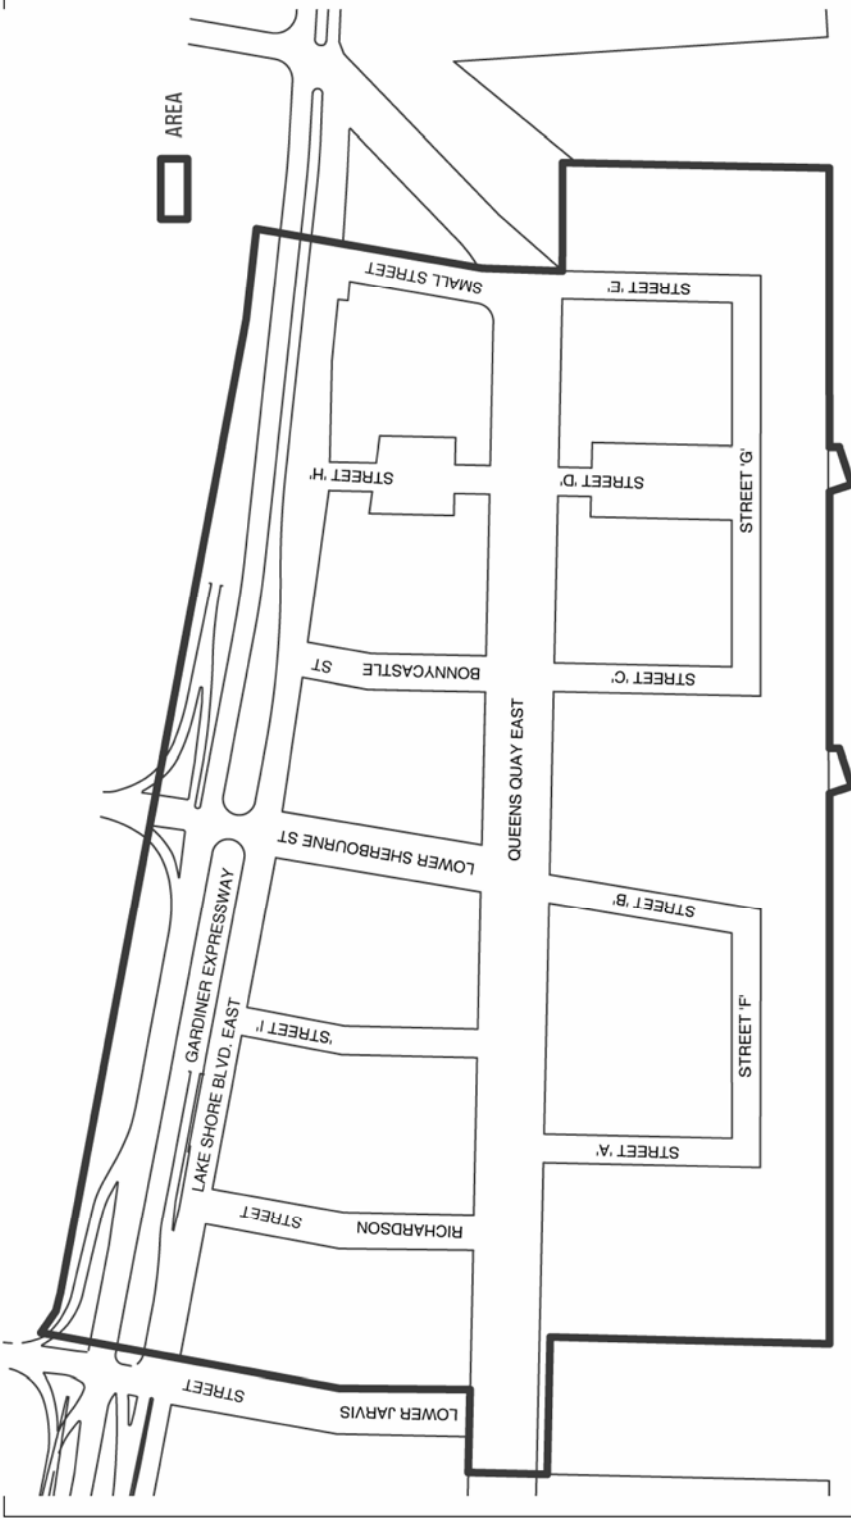 AREA
SMALL STREET
STREET 'E'
STREET 'H'
STREET 'D'
STREET 'G'
BONNYCASTLE ST
STREET 'C'
QUEENS QUAY EAST
LOWER SHERBOURNE ST
STREET 'B'
GARDINER EXPRESSWAY
LAKE SHORE BLVD. EAST
STREET 'I'
STREET 'F'
STREET 'A'
RICHARDSON STREET
LOWER JARVIS STREET